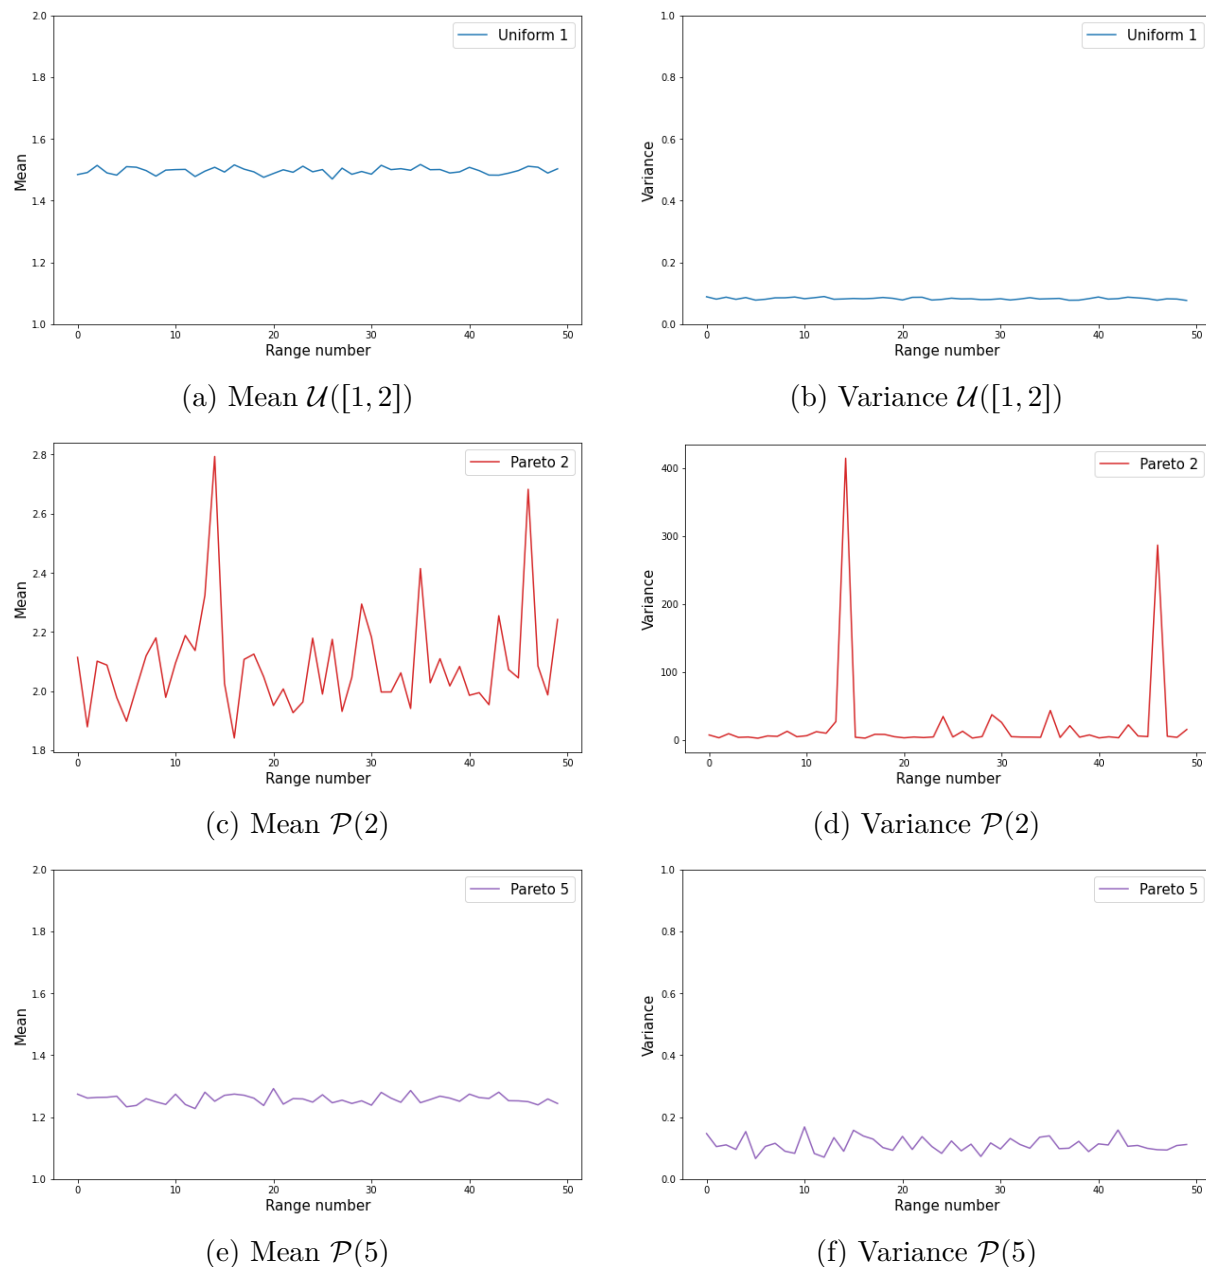 2.0
1.8
1.6
1.4
1.2
1.0
Mean
Uniform 1
0 10 20 30 40 50
Range number
(a) Mean 𝒰([1, 2])
1.0
0.8
0.6
0.4
0.2
0.0
Variance
Uniform 1
0 10 20 30 40 50
Range number
(b) Variance 𝒰([1, 2])
2.8
2.6
2.4
2.2
2.0
1.8
Mean
Pareto 2
0 10 20 30 40 50
Range number
(c) Mean 𝒫(2)
400
300
200
100
0
Variance
Pareto 2
0 10 20 30 40 50
Range number
(d) Variance 𝒫(2)
2.0
1.8
1.6
1.4
1.2
1.0
Mean
Pareto 5
0 10 20 30 40 50
Range number
(e) Mean 𝒫(5)
1.0
0.8
0.6
0.4
0.2
0.0
Variance
Pareto 5
0 10 20 30 40 50
Range number
(f) Variance 𝒫(5)